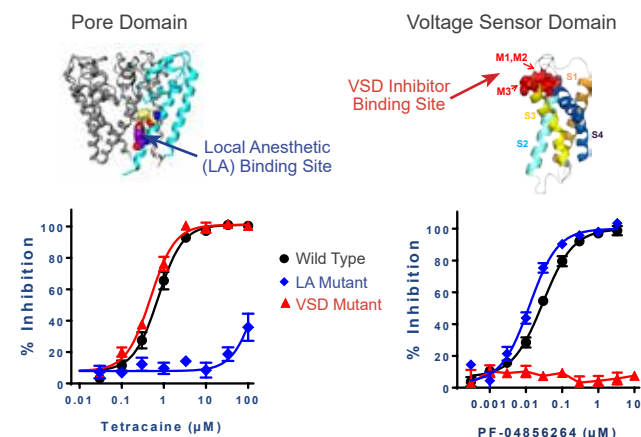 Pore Domain
Voltage Sensor Domain
M1,M2
S1
VSD Inhibitor
Binding Site
M3
S3
S4
S2
Local Anesthetic
(LA) Binding Site
% Inhibition
100
80
60
40
20
0
0.01
0.1
1
10
100
Tetracaine (µM)
Wild Type
LA Mutant
VSD Mutant
% Inhibition
100
80
60
40
20
0
0.001
0.01
0.1
1
10
PF-04856264 (µM)